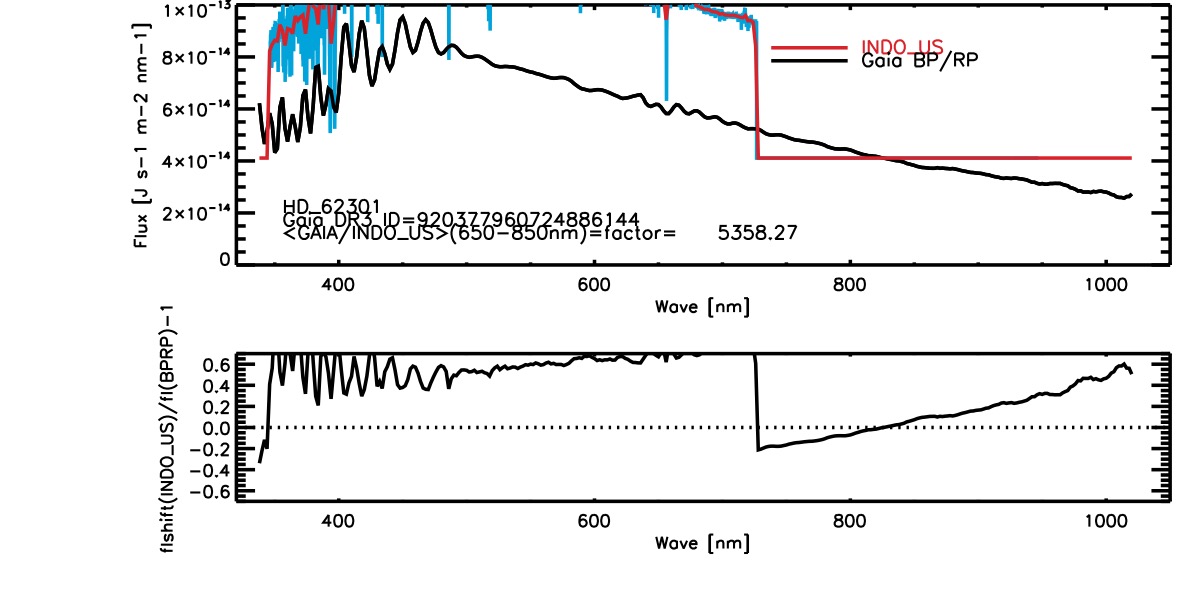 1×10−13
8×10−14
6×10−14
4×10−14
2×10−14
0
Flux [J s−1 m−2 nm−1]
INDO_US
Gaia BP/RP
HD_62301
Gaia DR3 ID=920377960724886144
<GAIA/INDO_US>(650−850nm)=factor= 5358.27
400 600 800 1000
Wave [nm]
0.6
0.4
0.2
0.0
−0.2
−0.4
−0.6
flshift(INDO_US)/fl(BPRP)−1
400 600 800 1000
Wave [nm]